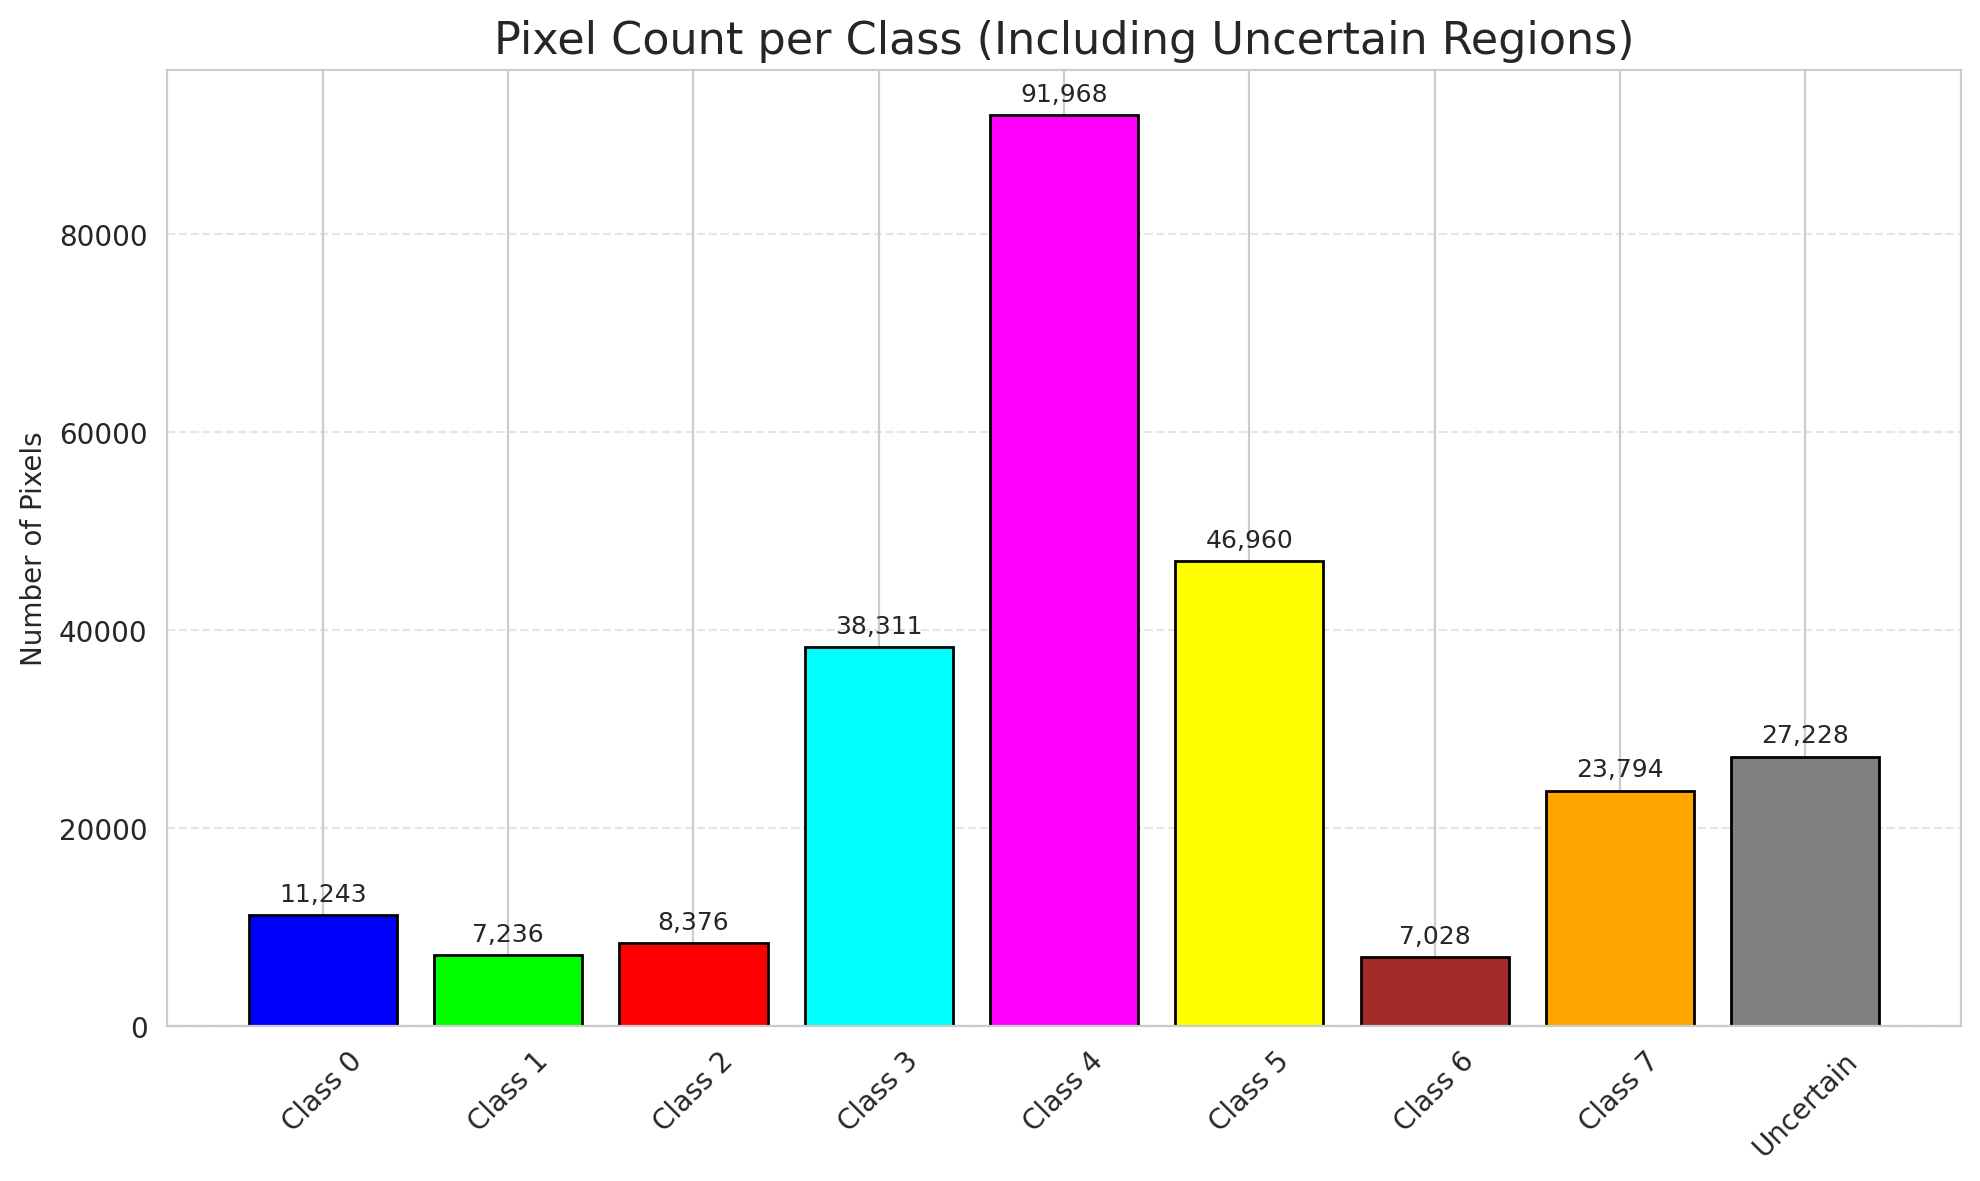 Pixel Count per Class (Including Uncertain Regions)
Number of Pixels
80000
60000
40000
20000
0
11,243
7,236
8,376
38,311
91,968
46,960
7,028
23,794
27,228
Class 0
Class 1
Class 2
Class 3
Class 4
Class 5
Class 6
Class 7
Uncertain